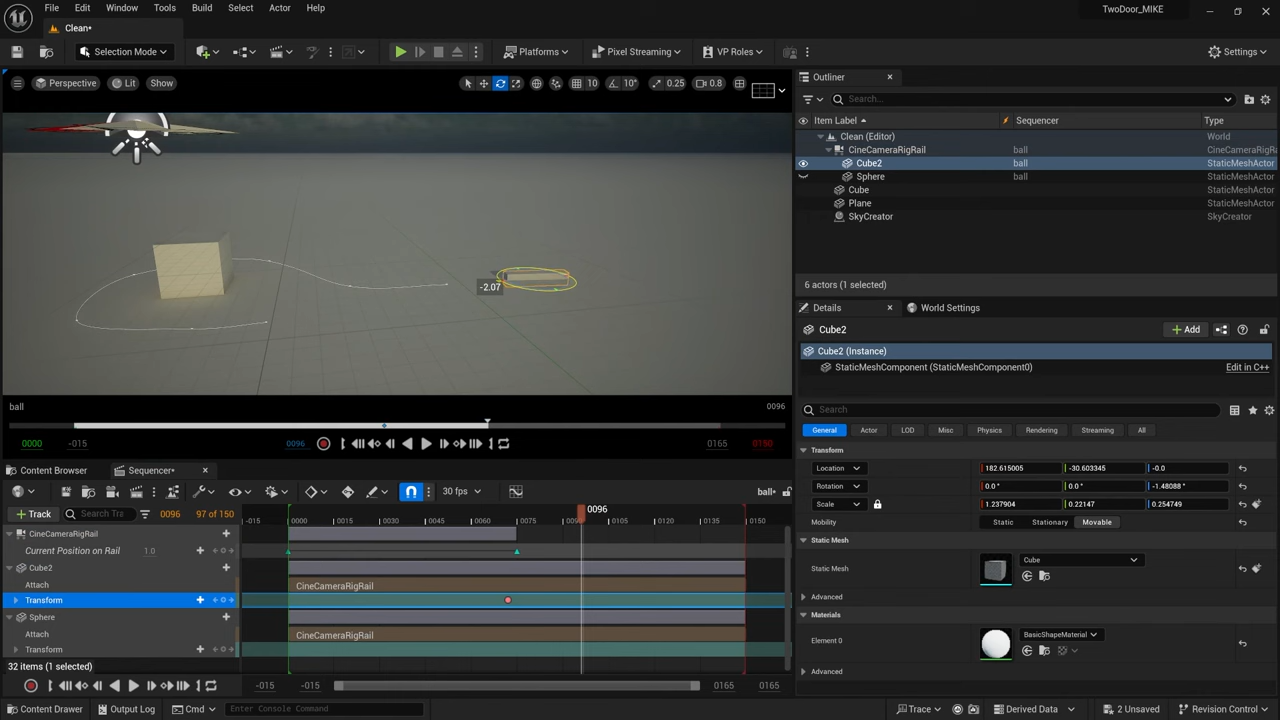 File Edit Window Tools Build Select Actor Help TwoDoor_MIKE
Clean*
Selection Mode Platforms Pixel Streaming VP Roles Settings
Perspective Lit Show 10 10° 0.25 0.8
Outliner
Search...
Item Label Sequencer Type
Clean (Editor) World
CineCameraRigRail ball CineCameraRigRa
Cube2 ball StaticMeshActor
Sphere ball StaticMeshActor
Cube StaticMeshActor
Plane StaticMeshActor
SkyCreator SkyCreator
-2.07
6 actors (1 selected)
Details World Settings
Cube2 Add
Cube2 (Instance)
StaticMeshComponent (StaticMeshComponent0) Edit in C++
Search
General Actor LOD Misc Physics Rendering Streaming All
Transform
Location 182.615005 -30.603345 -0.0
Rotation 0.0 ° 0.0 ° -1.48088 °
Scale 1.237904 0.22147 0.254749
Mobility Static Stationary Movable
Static Mesh
Static Mesh Cube
Advanced
Materials
Element 0 BasicShapeMaterial
Advanced
ball 0096
0000 -015 0096 0165 0150
Content Browser Sequencer*
30 fps ball*
Track Search Tra 0096 97 of 150
-015 0000 0015 0030 0045 0060 0075 0096 0105 0120 0135 0150
CineCameraRigRail
Current Position on Rail 1.0
Cube2
Attach CineCameraRigRail
Transform
Sphere
Attach CineCameraRigRail
Transform
32 items (1 selected)
-015 -015 0165 0165
Content Drawer Output Log Cmd Enter Console Command Trace Derived Data 2 Unsaved Revision Control